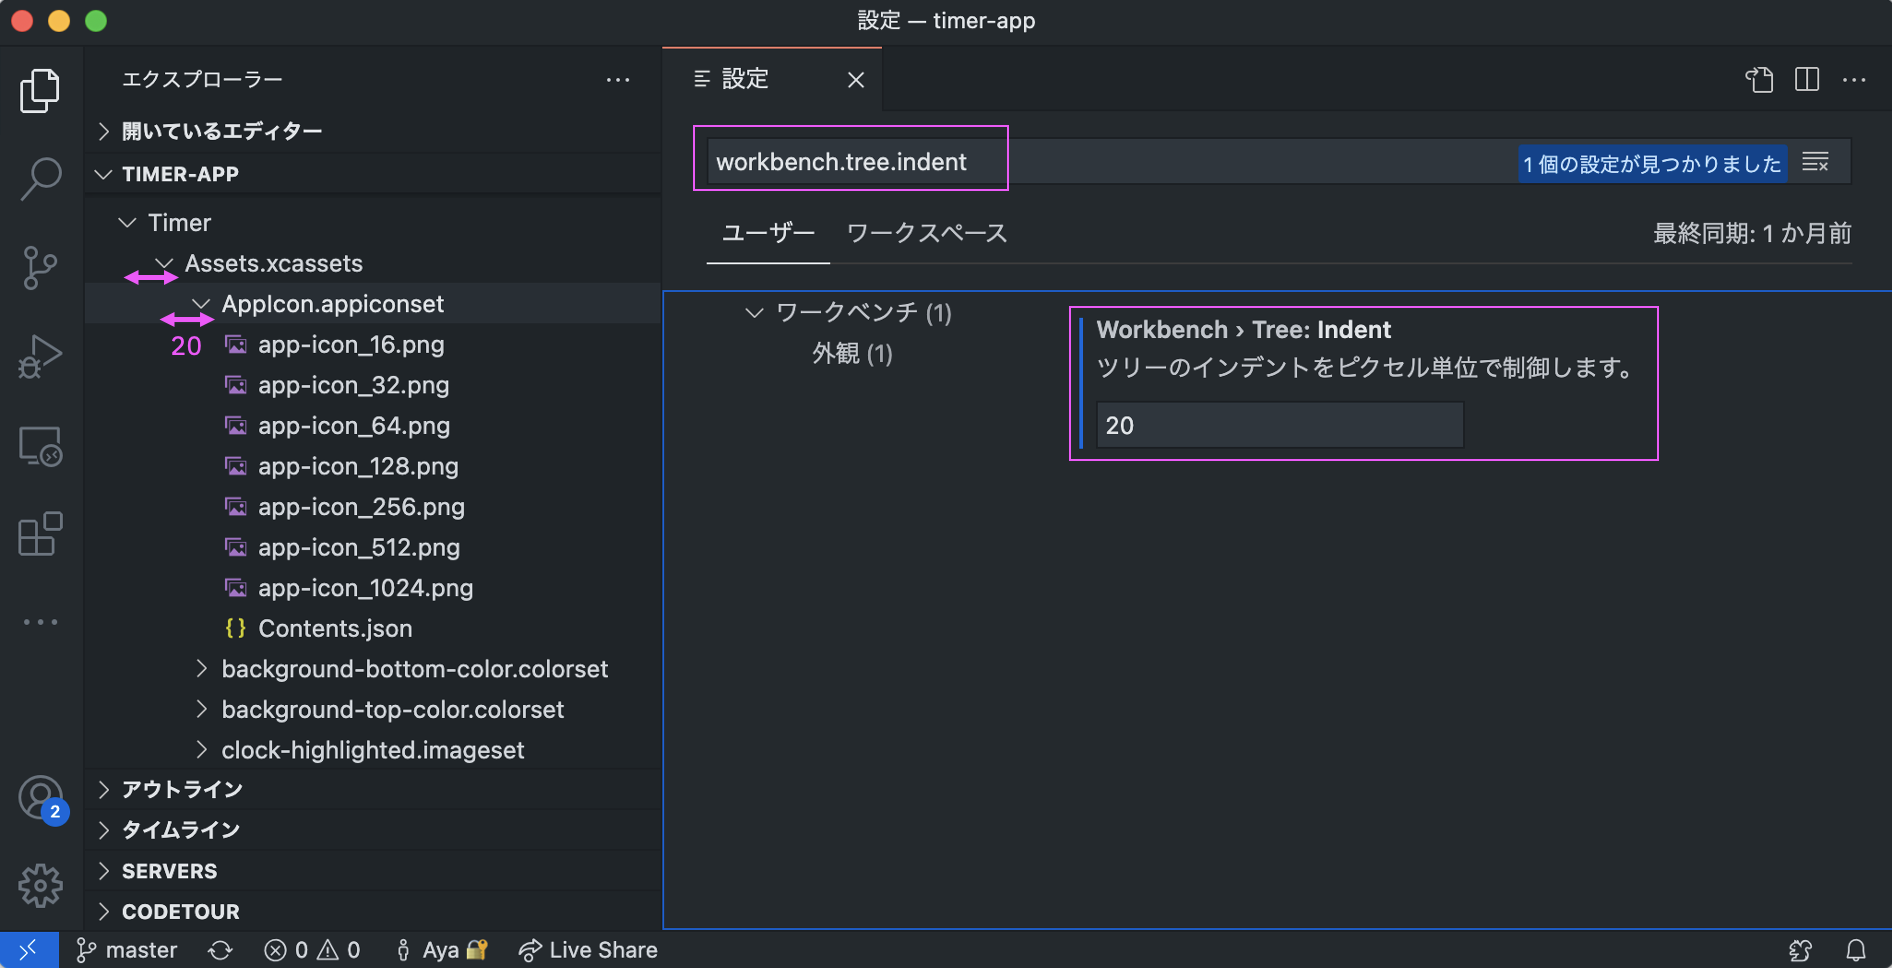 設定 — timer-app
エクスプローラー
開いているエディター
TIMER-APP
Timer
Assets.xcassets
AppIcon.appiconset
20
app-icon_16.png
app-icon_32.png
app-icon_64.png
app-icon_128.png
app-icon_256.png
app-icon_512.png
app-icon_1024.png
{} Contents.json
background-bottom-color.colorset
background-top-color.colorset
clock-highlighted.imageset
アウトライン
タイムライン
SERVERS
CODETOUR
2
設定
workbench.tree.indent
1 個の設定が見つかりました
ユーザー ワークスペース
最終同期: 1 か月前
ワークベンチ (1)
外観 (1)
Workbench › Tree: Indent
ツリーのインデントをピクセル単位で制御します。
20
master 0 0 Aya Live Share